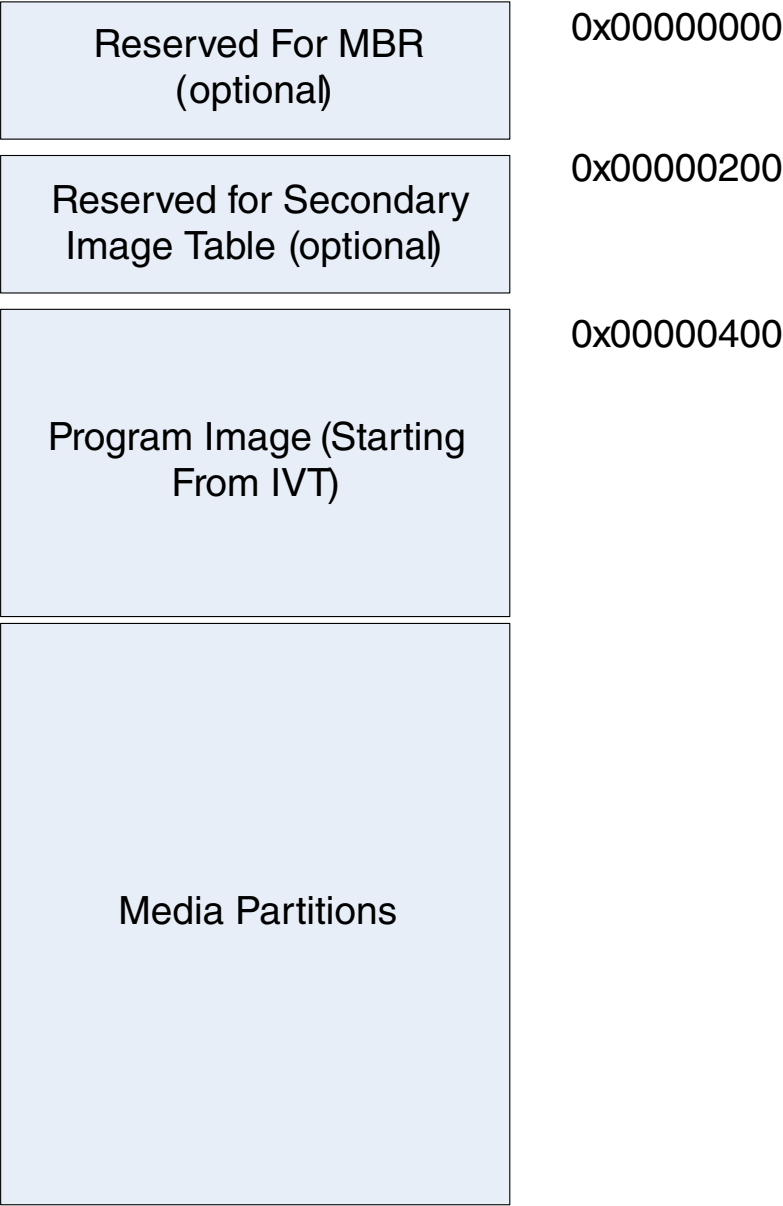 Reserved For MBR
(optional)
0x00000000
Reserved for Secondary
Image Table (optional)
0x00000200
Program Image (Starting
From IVT)
0x00000400
Media Partitions